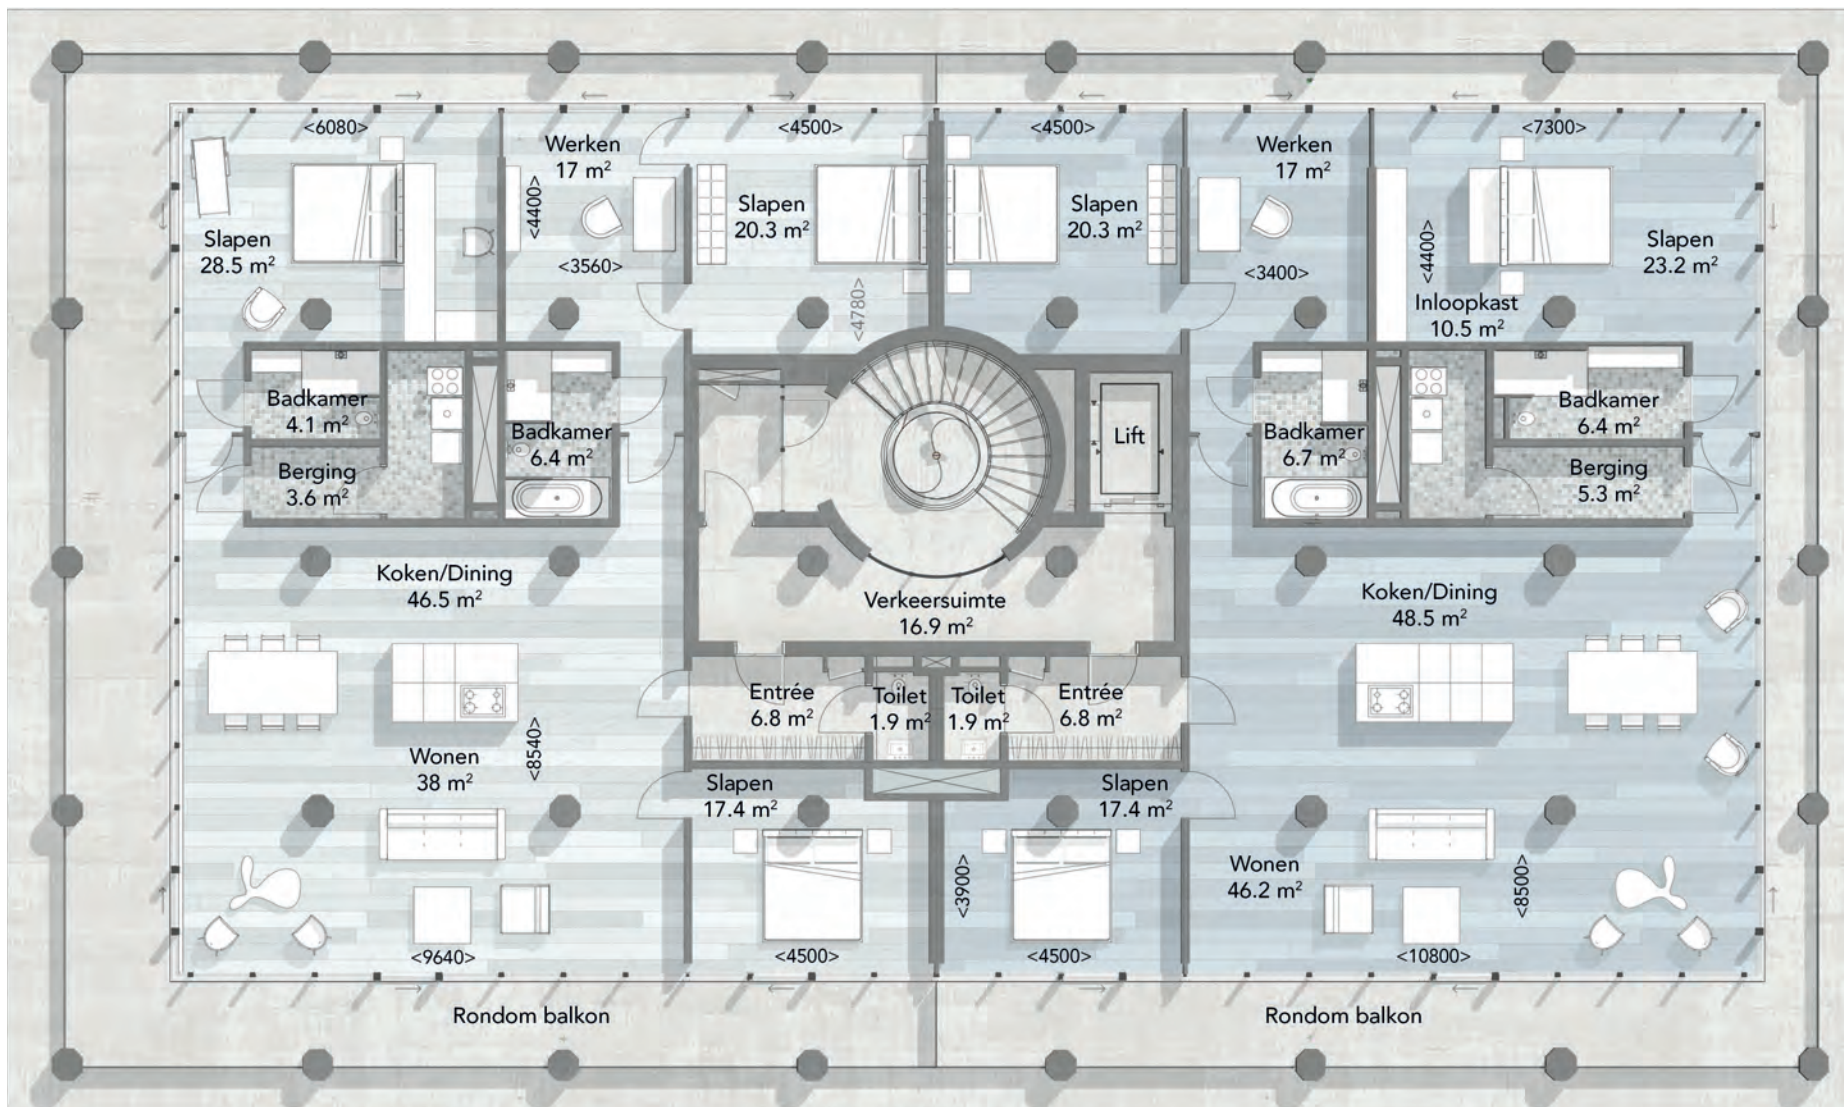 <6080>
<4500>
<4500>
<7300>
Werken
17 m²
Werken
17 m²
<4400>
Slapen
20.3 m²
Slapen
20.3 m²
Slapen
28.5 m²
<3560>
<3400>
<4400>
Slapen
23.2 m²
<4780>
Inloopkast
10.5 m²
Badkamer
4.1 m²
Badkamer
6.4 m²
Lift
Badkamer
6.7 m²
Badkamer
6.4 m²
Berging
3.6 m²
Berging
5.3 m²
Koken/Dining
46.5 m²
Verkeersuimte
16.9 m²
Koken/Dining
48.5 m²
Entrée
6.8 m²
Toilet
1.9 m²
Toilet
1.9 m²
Entrée
6.8 m²
Wonen
38 m²
<8540>
Slapen
17.4 m²
Slapen
17.4 m²
<3900>
Wonen
46.2 m²
<8500>
<9640>
<4500>
<4500>
<10800>
Rondom balkon
Rondom balkon